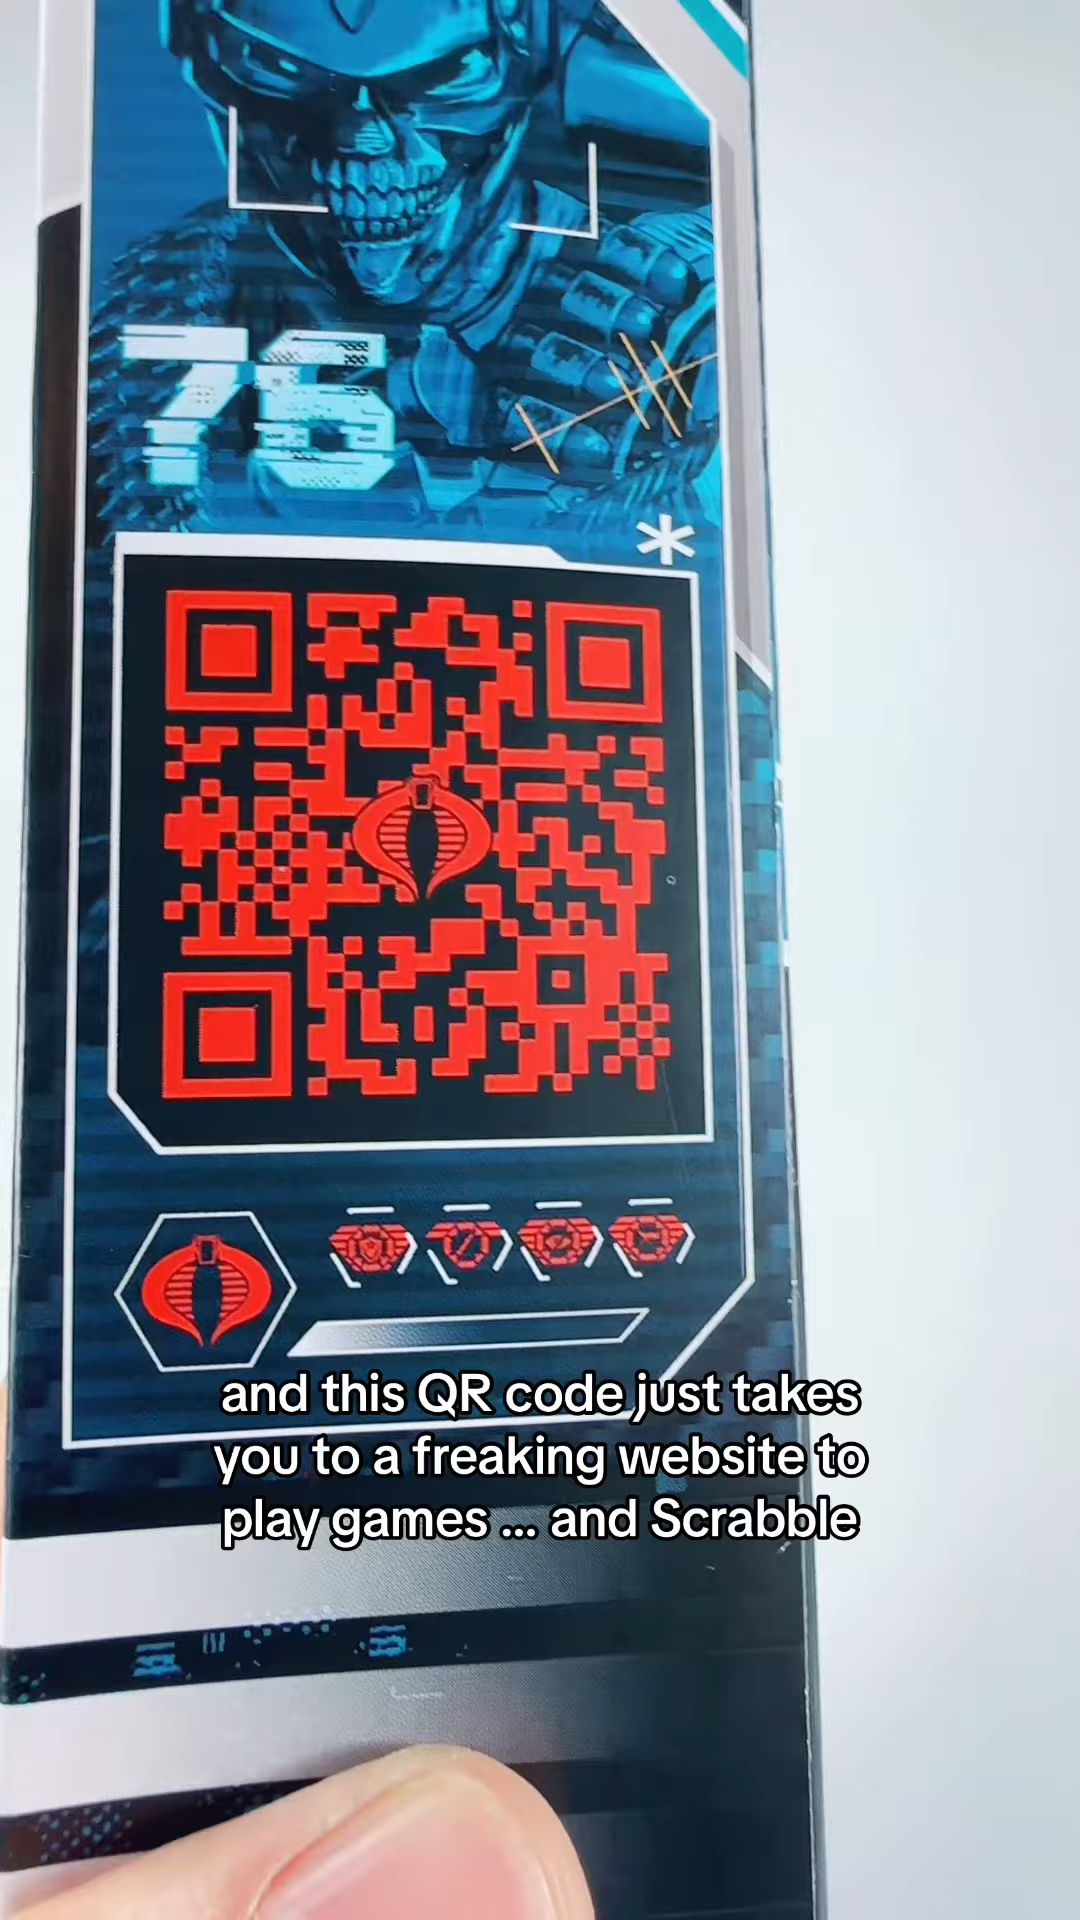 76
*
and this QR code just takes
you to a freaking website to
play games ... and Scrabble